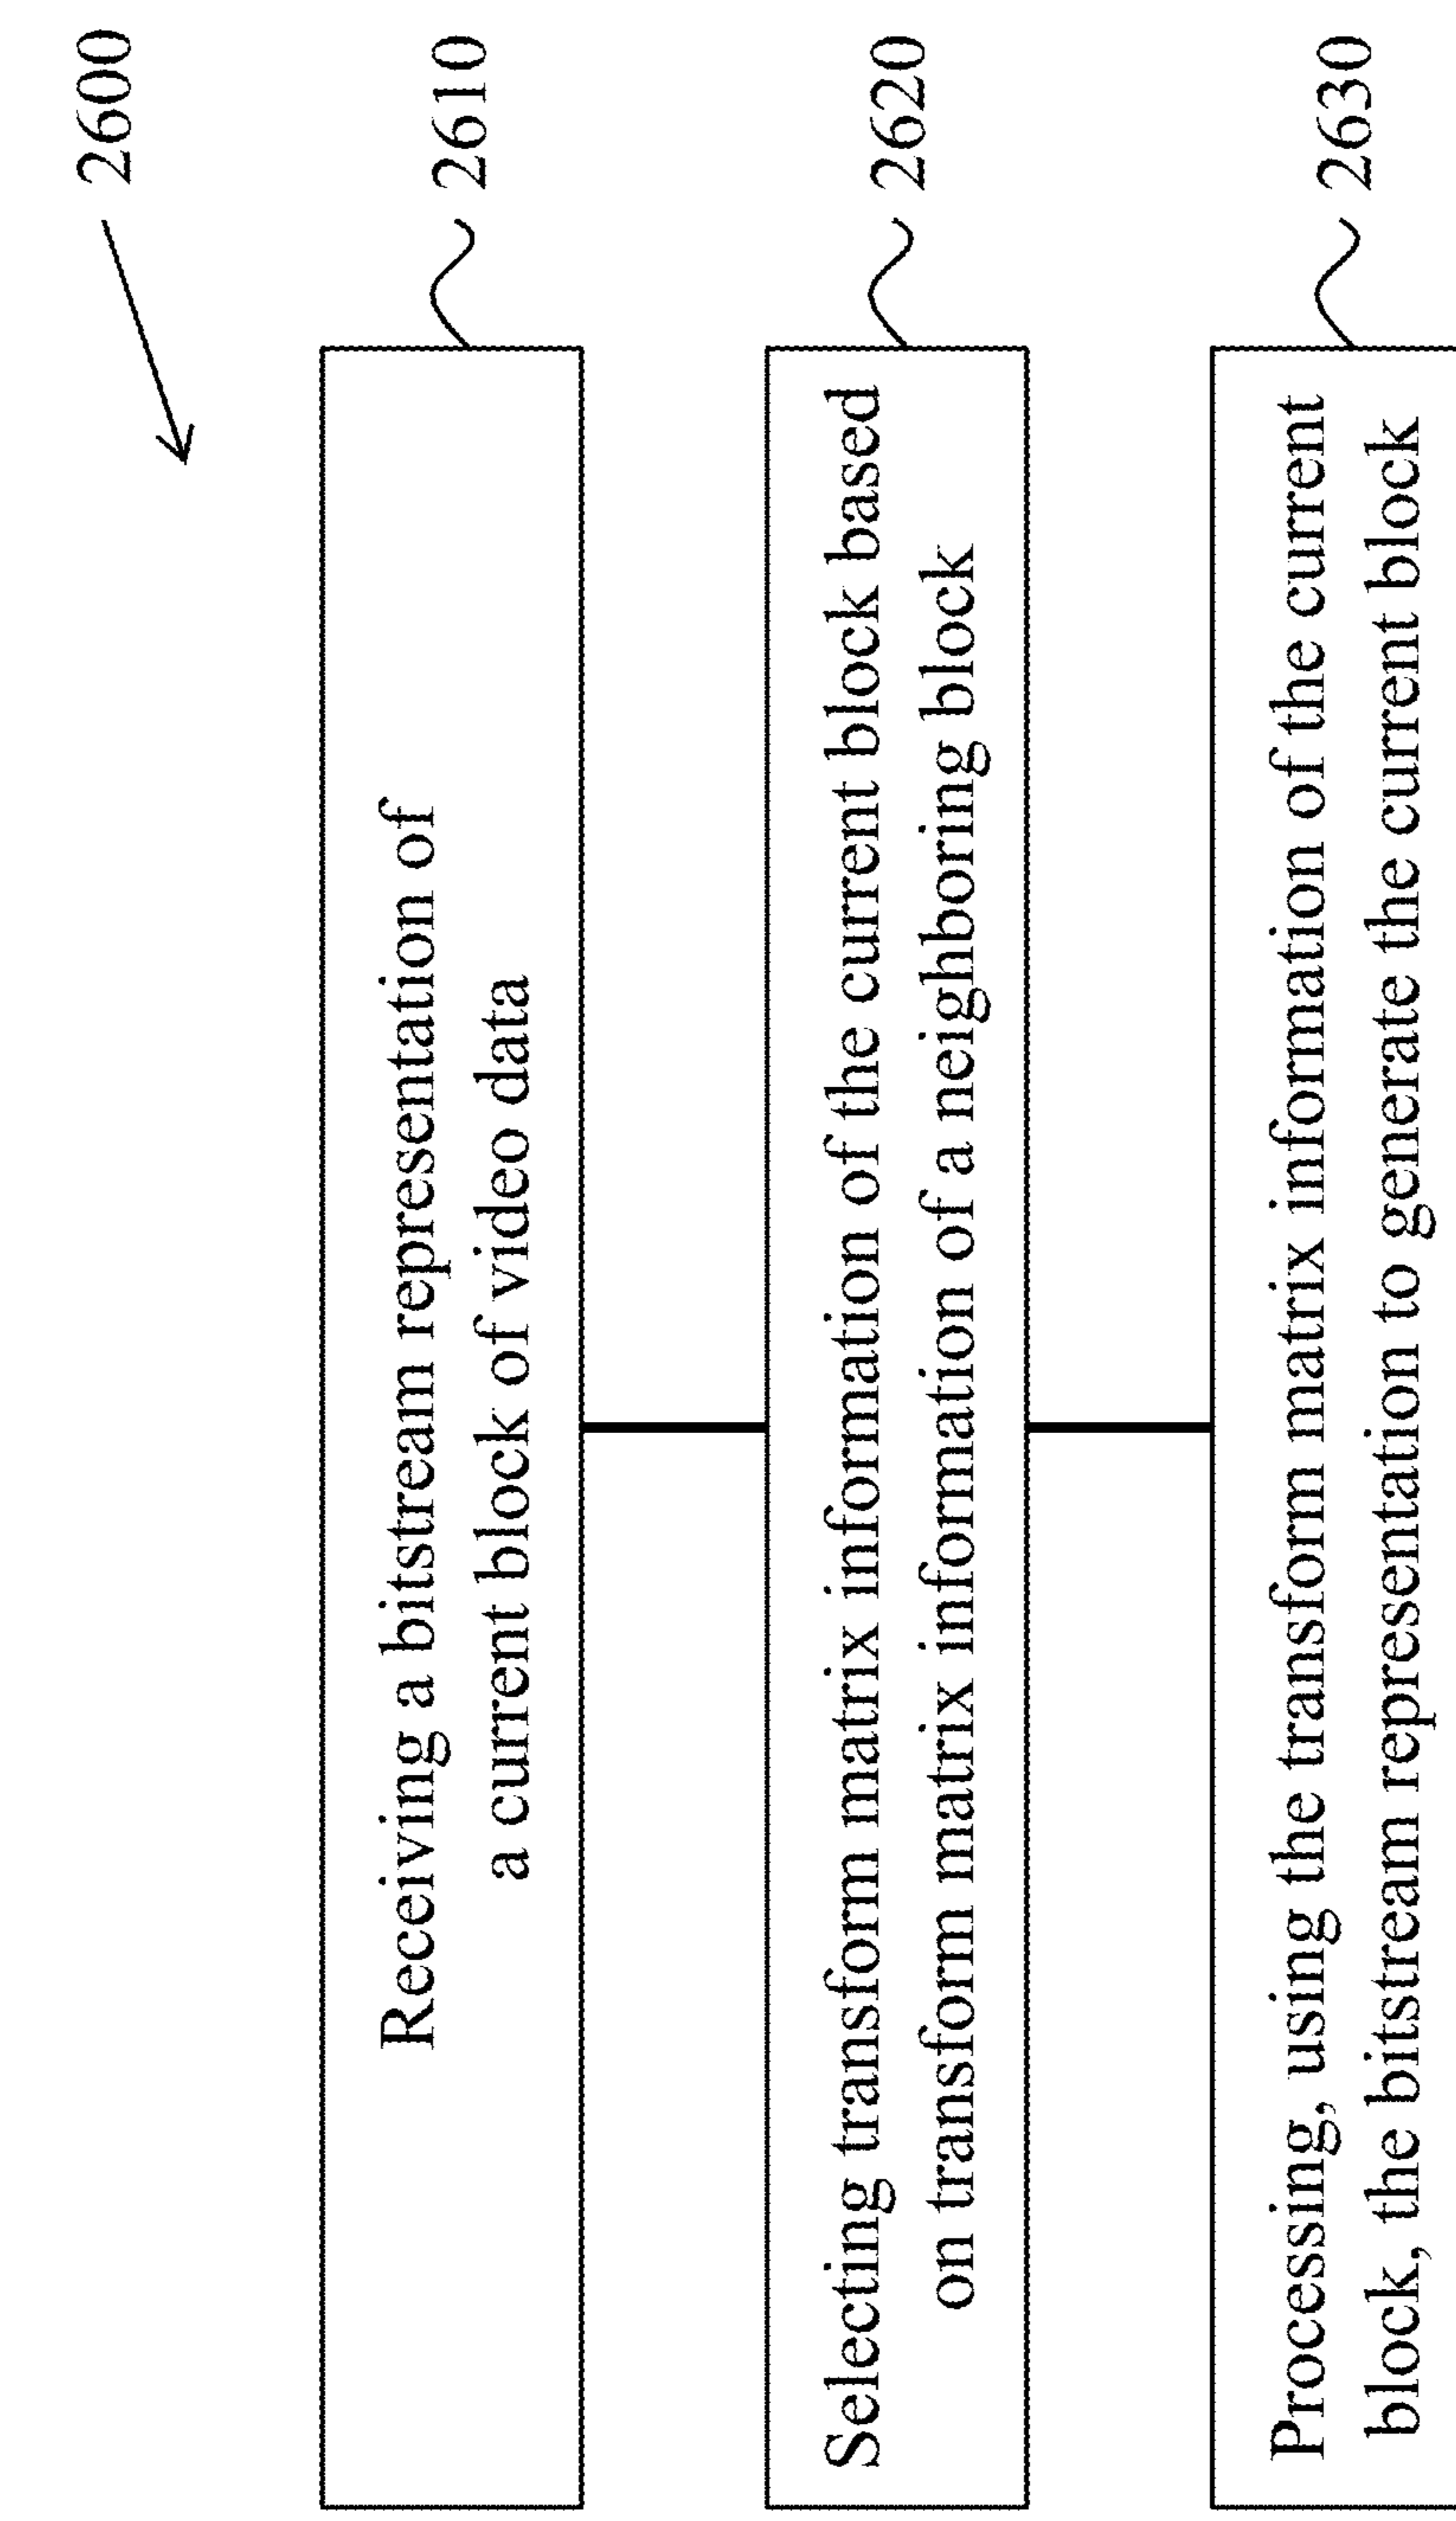 2600
Receiving a bitstream representation of
a current block of video data
2610
Selecting transform matrix information of the current block based
on transform matrix information of a neighboring block
2620
Processing, using the transform matrix information of the current
block, the bitstream representation to generate the current block
2630